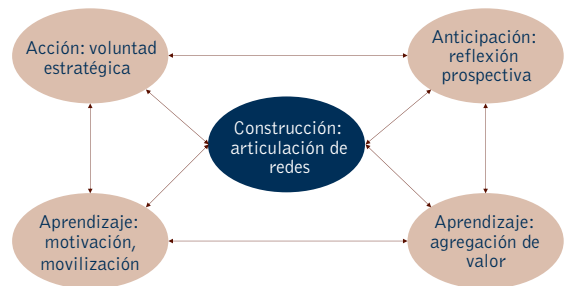 Acción: voluntad
estratégica
Anticipación:
reflexión
prospectiva
Construcción:
articulación de
redes
Aprendizaje:
motivación,
movilización
Aprendizaje:
agregación de
valor